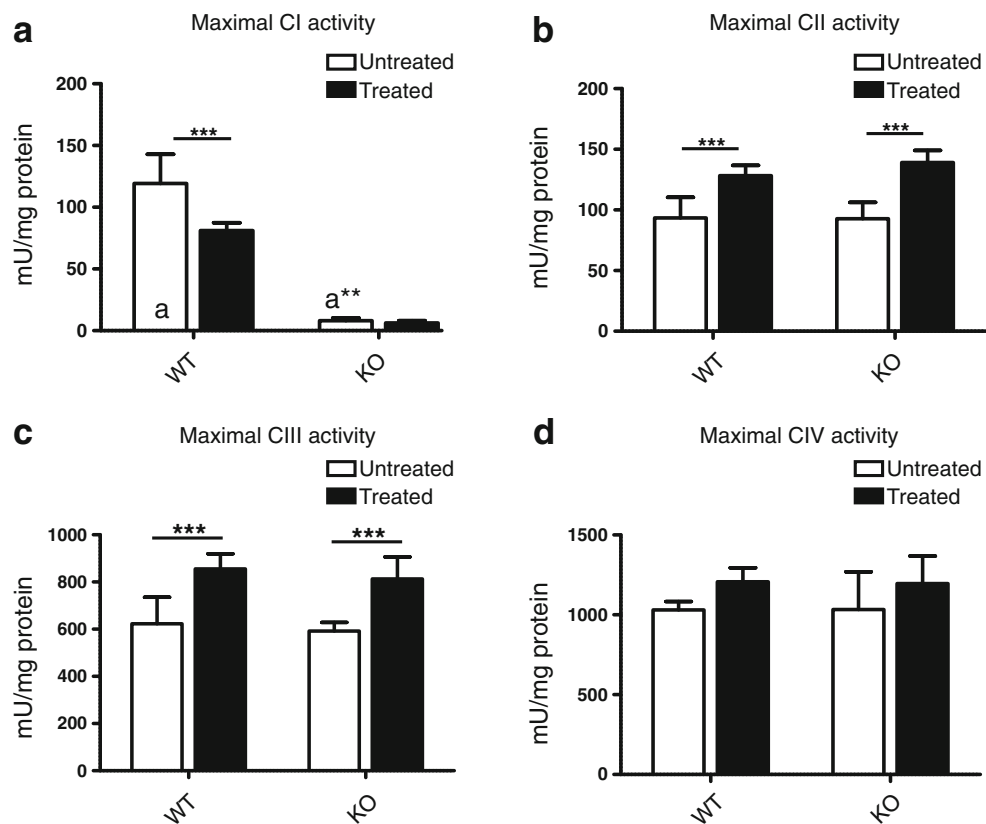 a
Maximal CI activity
Untreated
Treated
mU/mg protein
200
150
100
50
0
***
a
a**
WT
KO
b
Maximal CII activity
Untreated
Treated
mU/mg protein
200
150
100
50
0
***
***
WT
KO
c
Maximal CIII activity
Untreated
Treated
mU/mg protein
1000
800
600
400
200
0
***
***
WT
KO
d
Maximal CIV activity
Untreated
Treated
mU/mg protein
1500
1000
500
0
WT
KO